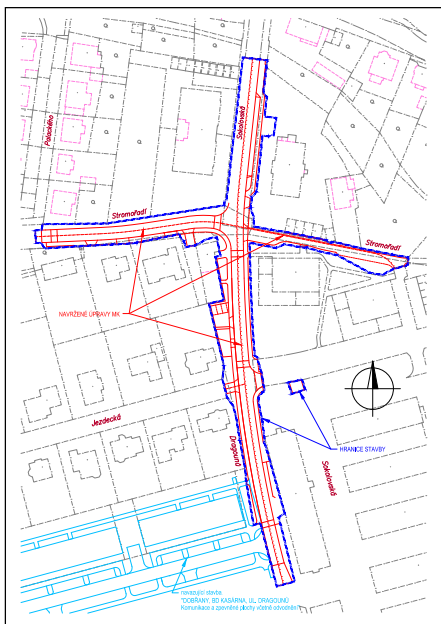 Palackého
Sokolovská
Stromořadí
Stromořadí
NAVRŽENÉ ÚPRAVY MK
Jezdecká
Dragounů
Sokolovská
HRANICE STAVBY
navazující stavba
"DOBŘANY, BD KASÁRNA, UL. DRAGOUNŮ
Komunikace a zpevněné plochy včetně odvodnění"